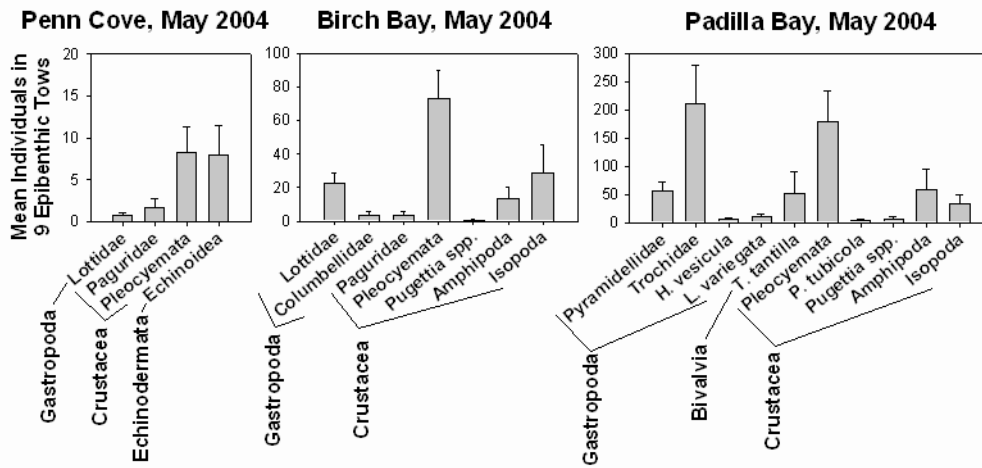 Penn Cove, May 2004
Birch Bay, May 2004
Padilla Bay, May 2004
Mean Individuals in
9 Epibenthic Tows
20
15
10
5
0
100
80
60
40
20
0
300
250
200
150
100
50
0
Lottidae
Paguridae
Pleocyemata
Echinoidea
Lottidae
Columbellidae
Paguridae
Pleocyemata
Pugettia spp.
Amphipoda
Isopoda
Pyramidellidae
Trochidae
H. vesicula
L. variegata
T. tantilla
Pleocyemata
P. tubicola
Pugettia spp.
Amphipoda
Isopoda
Gastropoda
Crustacea
Echinodermata
Gastropoda
Crustacea
Gastropoda
Bivalvia
Crustacea